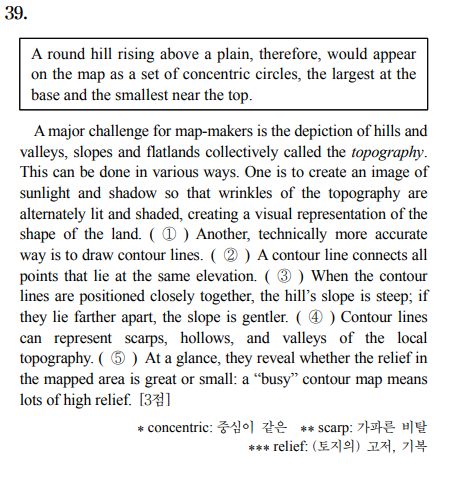 39.
A round hill rising above a plain, therefore, would appear
on the map as a set of concentric circles, the largest at the
base and the smallest near the top.
A major challenge for map-makers is the depiction of hills and
valleys, slopes and flatlands collectively called the topography.
This can be done in various ways. One is to create an image of
sunlight and shadow so that wrinkles of the topography are
alternately lit and shaded, creating a visual representation of the
shape of the land. ( ① ) Another, technically more accurate
way is to draw contour lines. ( ② ) A contour line connects all
points that lie at the same elevation. ( ③ ) When the contour
lines are positioned closely together, the hill's slope is steep; if
they lie farther apart, the slope is gentler. ( ④ ) Contour lines
can represent scarps, hollows, and valleys of the local
topography. ( ⑤ ) At a glance, they reveal whether the relief in
the mapped area is great or small: a “busy” contour map means
lots of high relief. [3점]
* concentric: 중심이 같은 ** scarp: 가파른 비탈
*** relief: (토지의) 고저, 기복